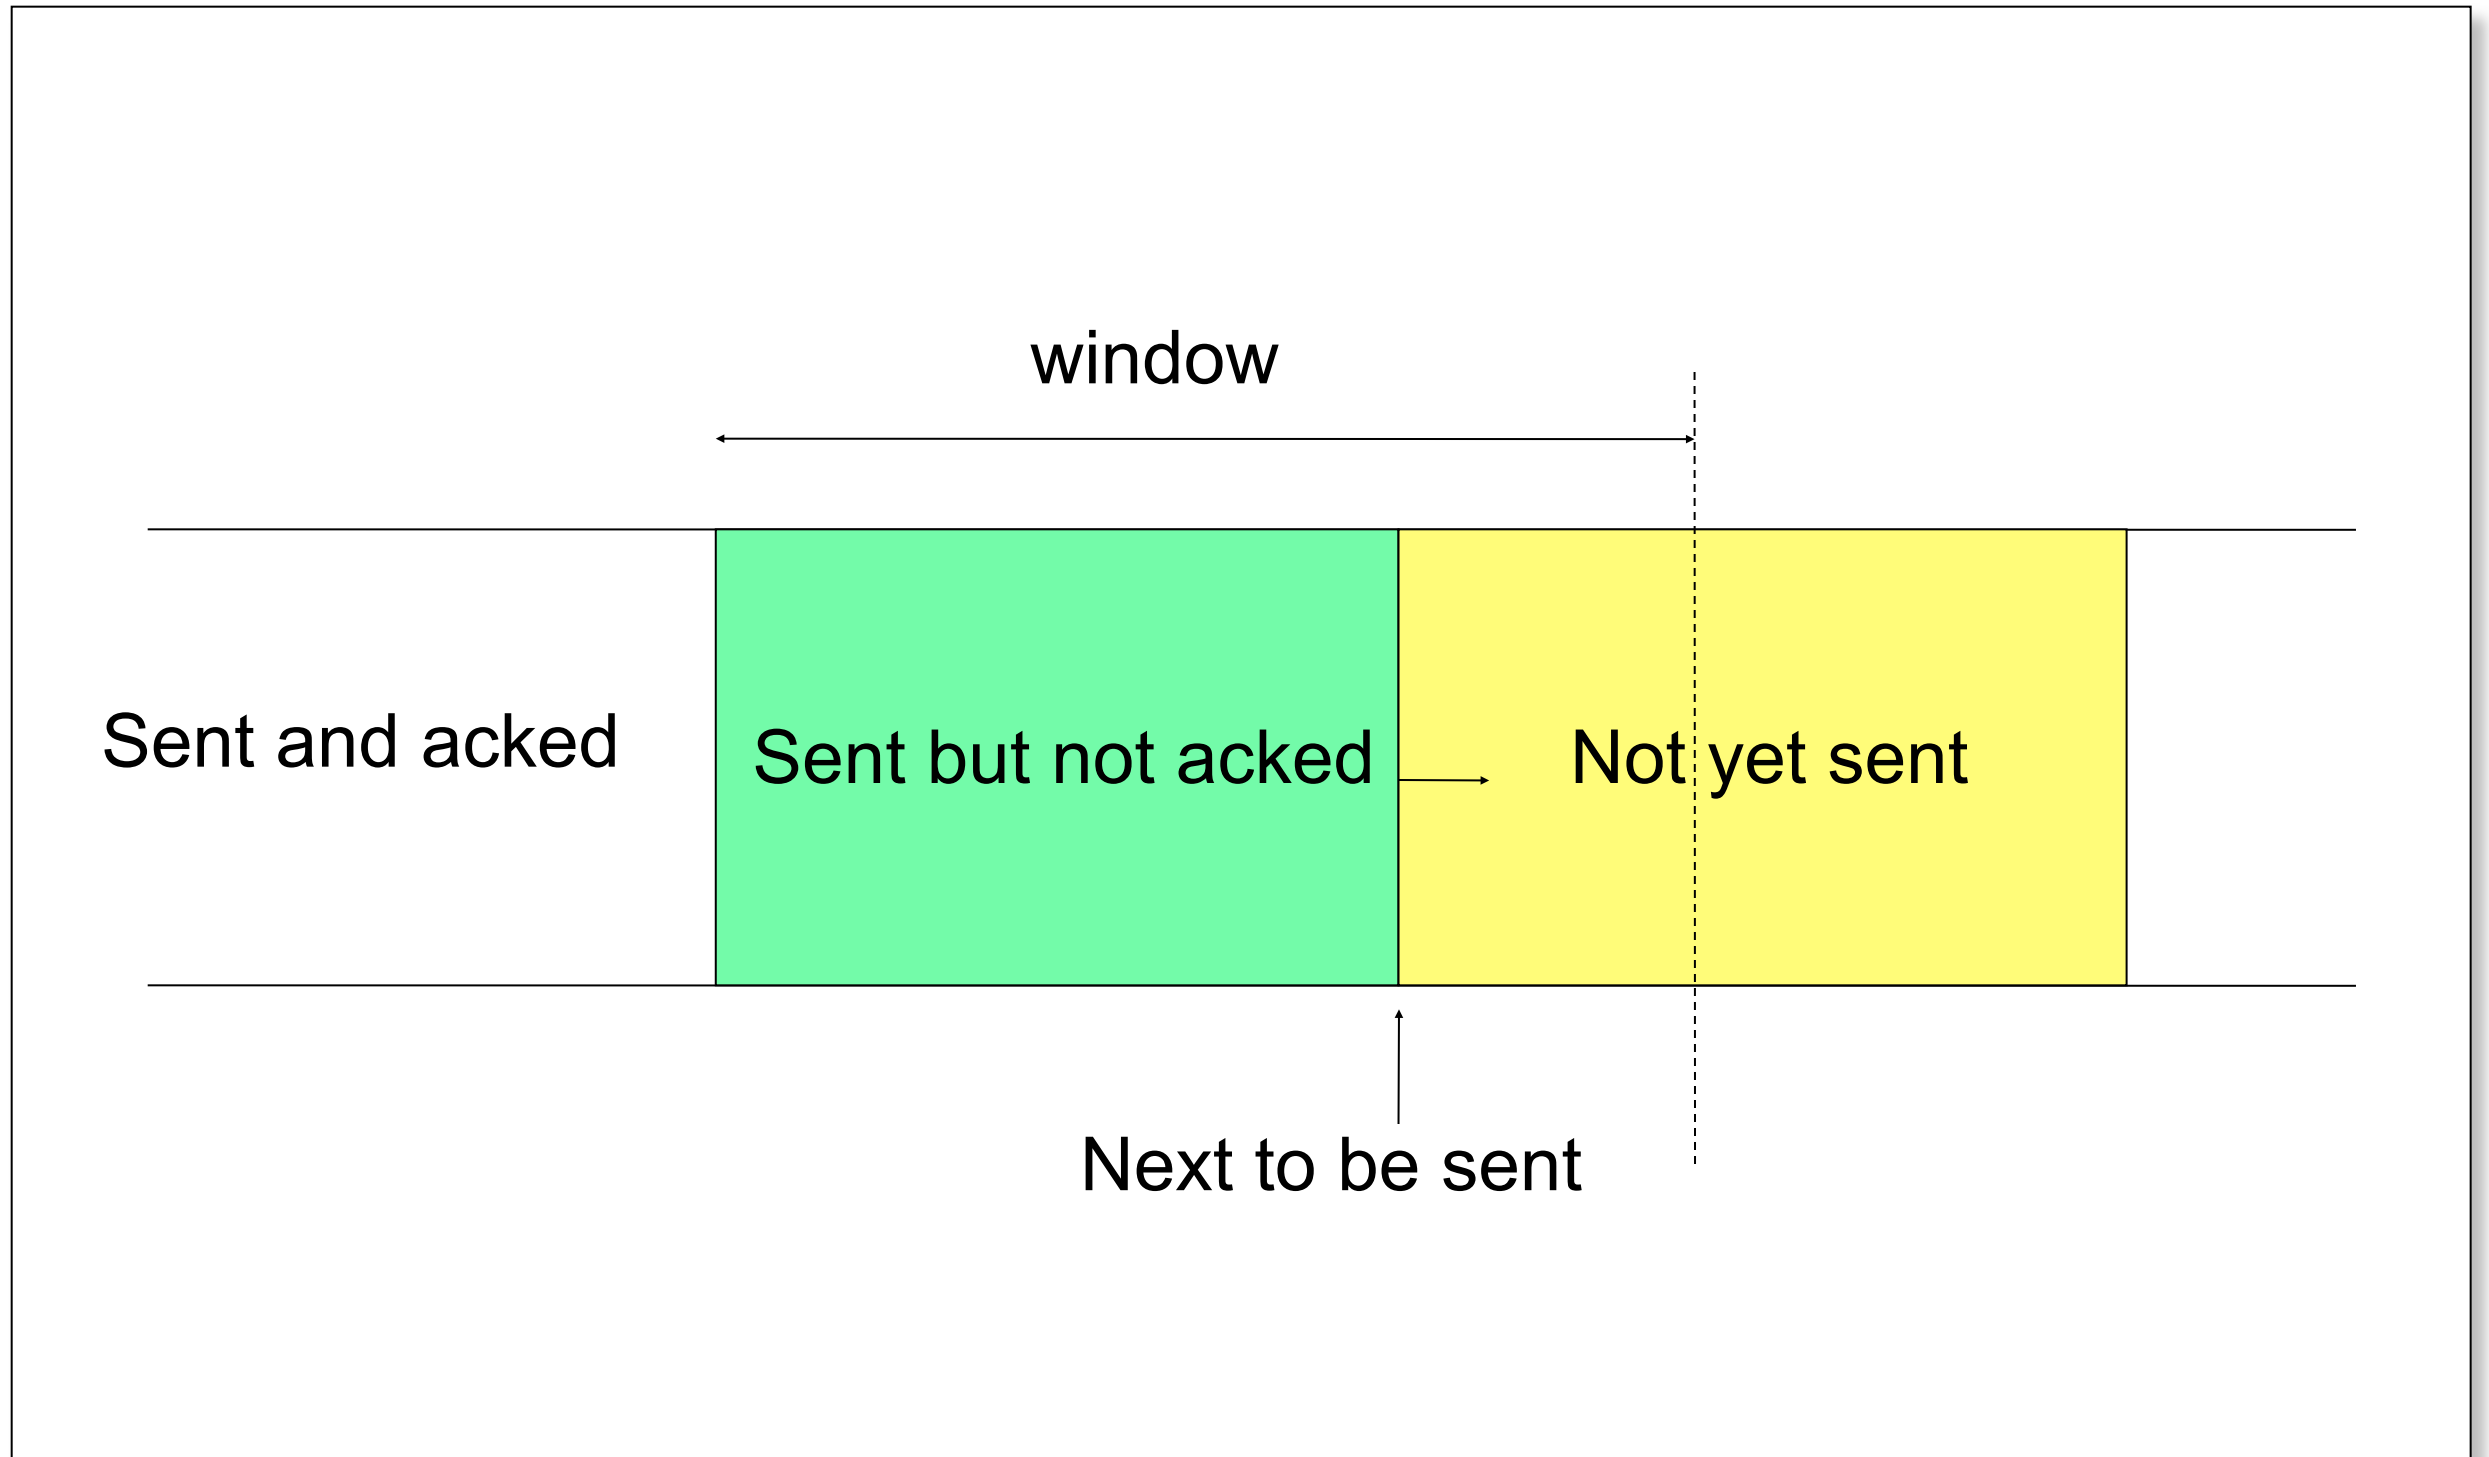 window
Sent and acked
Sent but not acked
Not yet sent
Next to be sent